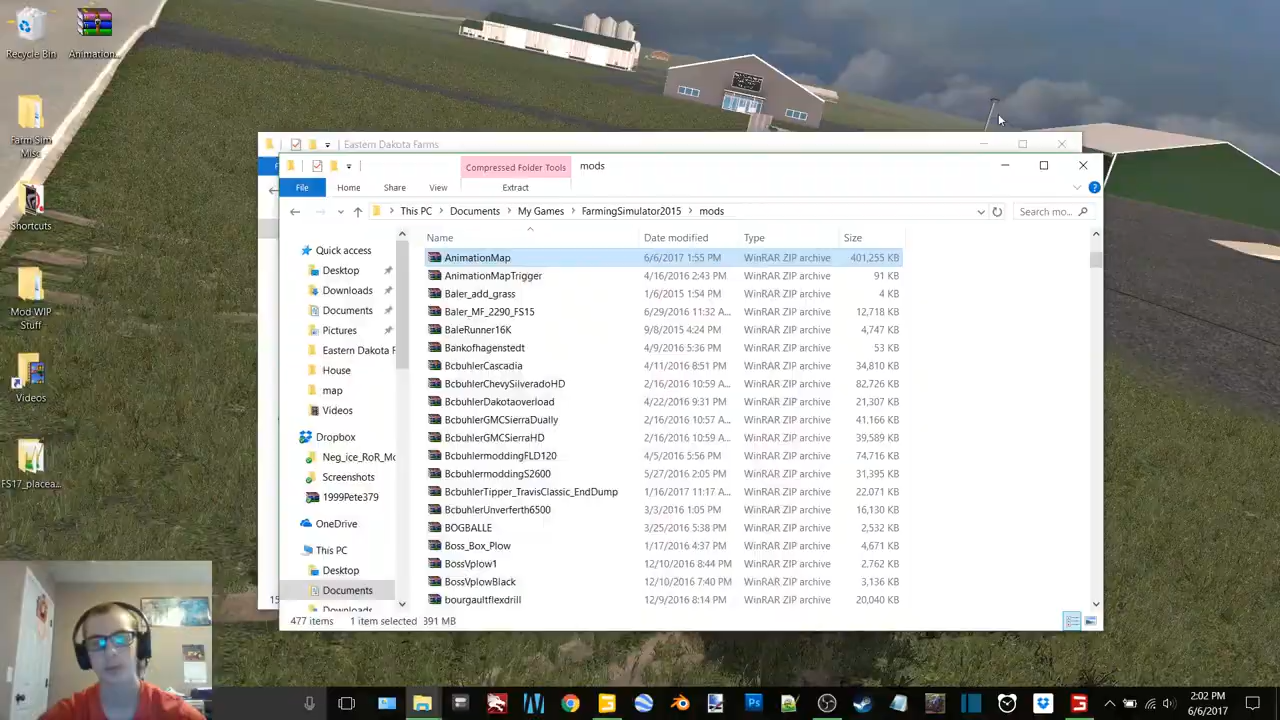 Recycle Bin
Animation...
Farm Sim
Misc
Shortcuts
Mod WIP
Stuff
Videos
FS17_placea...
Eastern Dakota Farms
Compressed Folder Tools
mods
File
Home
Share
View
Extract
This PC
Documents
My Games
FarmingSimulator2015
mods
Search mo...
Name
Date modified
Type
Size
Quick access
Desktop
Downloads
Documents
Pictures
Eastern Dakota F
House
map
Videos
Dropbox
Neg_ice_RoR_Mo
Screenshots
1999Pete379
OneDrive
This PC
Desktop
Documents
Downloads
AnimationMap 6/6/2017 1:55 PM WinRAR ZIP archive 401,255 KB
AnimationMapTrigger 4/16/2016 2:43 PM WinRAR ZIP archive 91 KB
Baler_add_grass 1/6/2015 1:54 PM WinRAR ZIP archive 4 KB
Baler_MF_2290_FS15 6/29/2016 11:32 A... WinRAR ZIP archive 12,718 KB
BaleRunner16K 9/8/2015 4:24 PM WinRAR ZIP archive 4,747 KB
Bankofhagenstedt 4/9/2016 5:36 PM WinRAR ZIP archive 53 KB
BcbuhlerCascadia 4/11/2016 8:51 PM WinRAR ZIP archive 34,810 KB
BcbuhlerChevySilveradoHD 2/16/2016 10:59 A... WinRAR ZIP archive 82,726 KB
BcbuhlerDakotaoverload 4/22/2016 9:31 PM WinRAR ZIP archive 21,307 KB
BcbuhlerGMCSierraDually 2/16/2016 10:57 A... WinRAR ZIP archive 41,166 KB
BcbuhlerGMCSierraHD 2/16/2016 10:59 A... WinRAR ZIP archive 39,589 KB
BcbuhlermoddingFLD120 4/5/2016 5:56 PM WinRAR ZIP archive 74,716 KB
BcbuhlermoddingS2600 5/27/2016 2:05 PM WinRAR ZIP archive 31,395 KB
BcbuhlerTipper_TravisClassic_EndDump 1/16/2017 11:17 A... WinRAR ZIP archive 22,071 KB
BcbuhlerUnverferth6500 3/3/2016 1:05 PM WinRAR ZIP archive 16,130 KB
BOGBALLE 3/25/2016 5:38 PM WinRAR ZIP archive 2,532 KB
Boss_Box_Plow 1/17/2016 4:37 PM WinRAR ZIP archive 4,671 KB
BossVplow1 12/10/2016 8:44 PM WinRAR ZIP archive 2,762 KB
BossVplowBlack 12/10/2016 7:40 PM WinRAR ZIP archive 3,136 KB
bourgaultflexdrill 12/9/2016 8:14 PM WinRAR ZIP archive 20,040 KB
477 items 1 item selected 391 MB
2:02 PM
6/6/2017